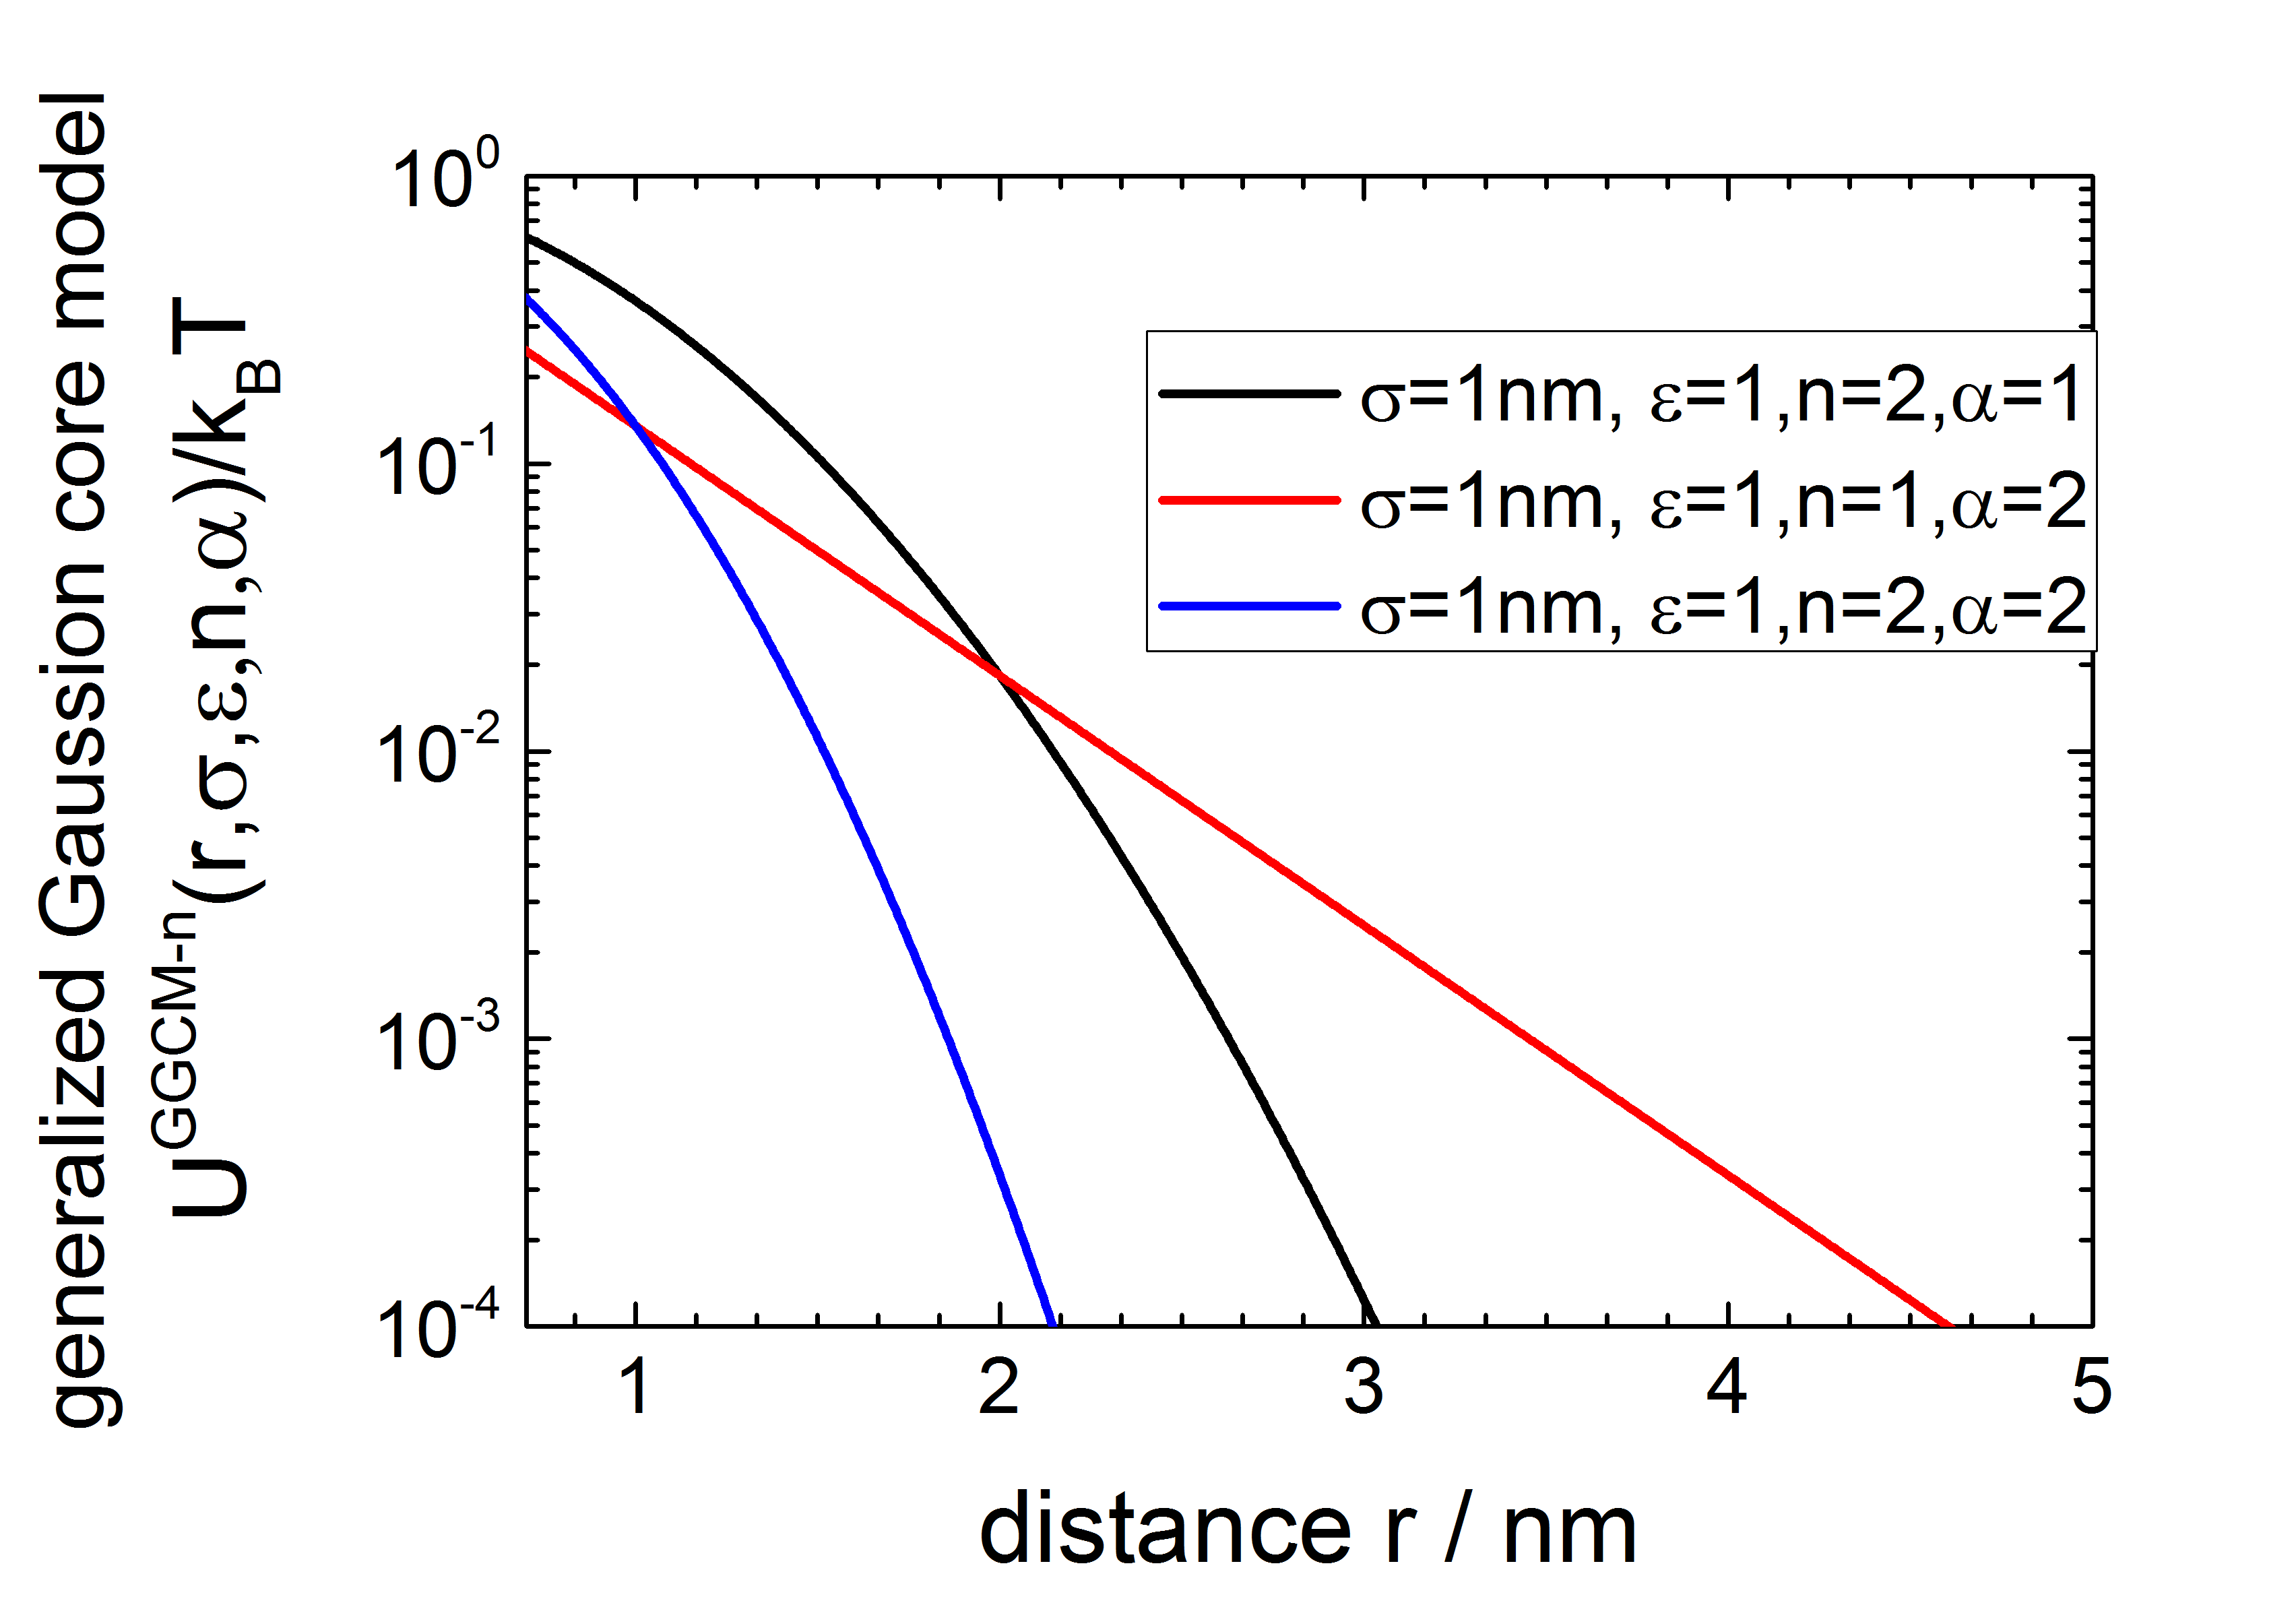 generalized Gaussion core model
U^GGCM-n(r,σ,ε,n,α)/k_BT
10^0
10^-1
10^-2
10^-3
10^-4
σ=1nm, ε=1,n=2,α=1
σ=1nm, ε=1,n=1,α=2
σ=1nm, ε=1,n=2,α=2
1 2 3 4 5
distance r / nm